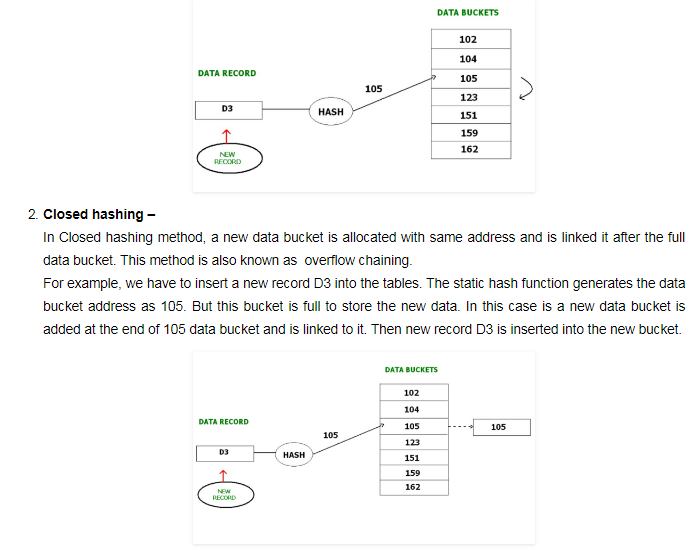 DATA BUCKETS
102
104
DATA RECORD
105
105
123
D3
HASH
151
159
162
NEW
RECORD
2. Closed hashing –
In Closed hashing method, a new data bucket is allocated with same address and is linked it after the full
data bucket. This method is also known as overflow chaining.
For example, we have to insert a new record D3 into the tables. The static hash function generates the data
bucket address as 105. But this bucket is full to store the new data. In this case is a new data bucket is
added at the end of 105 data bucket and is linked to it. Then new record D3 is inserted into the new bucket.
DATA BUCKETS
102
104
DATA RECORD
105
105
105
123
D3
HASH
151
159
162
NEW
RECORD